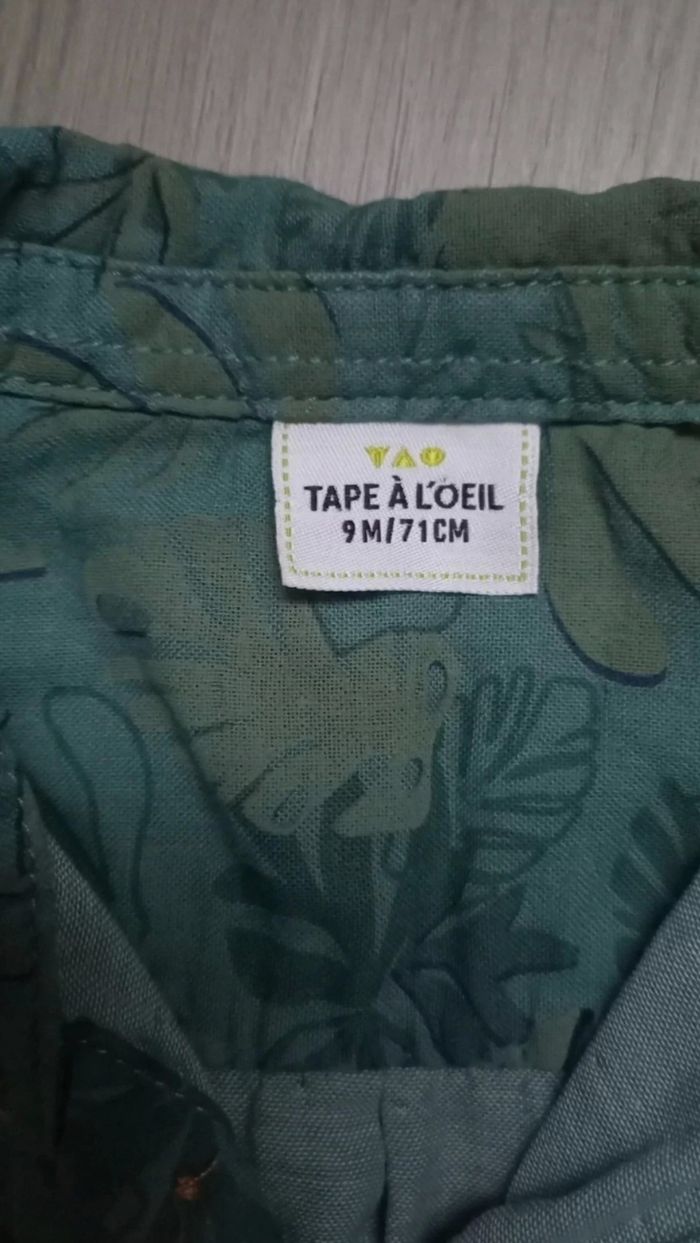 TAO
TAPE À L'OEIL
9M/71CM